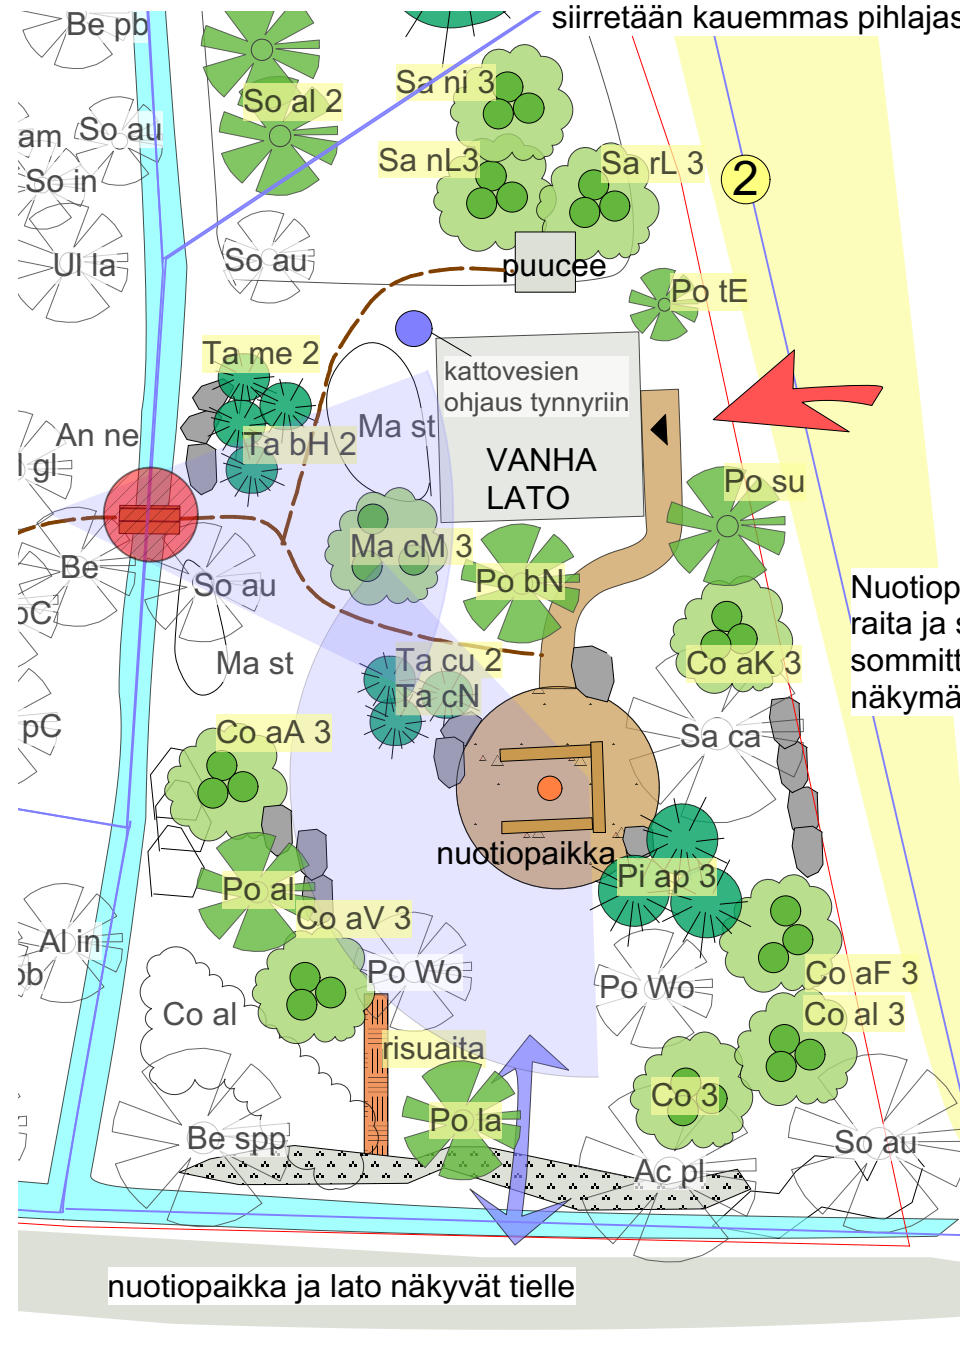 siirretään kauemmas pihlajas
Be pb
Sa ni 3
So al 2
am
So au
Sa nL3
Sa rL 3
2
So in
Ul la
So au
puucee
Po tE
Ta me 2
kattovesien
ohjaus tynnyriin
Ma st
An ne
l gl
Ta bH 2
VANHA
LATO
Po su
Ma cM 3
Be
So au
Po bN
pC
Nuotiop
raita ja s
sommitt
näkymä
Ma st
Ta cu 2
Ta cN
Co aK 3
pC
Co aA 3
Sa ca
nuotiopaikka
Po al
Pi ap 3
Co aV 3
Al in
pb
Po Wo
Po Wo
Co aF 3
Co al
Co al 3
risuaita
Co 3
Po la
Be spp
Ac pl
So au
nuotiopaikka ja lato näkyvät tielle